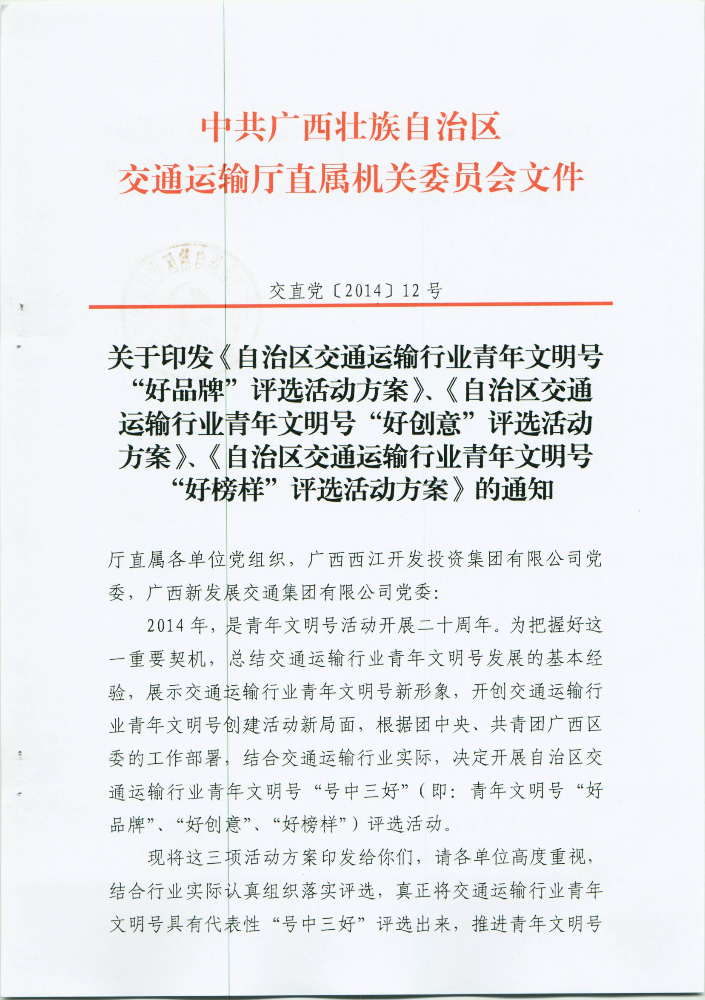 中共广西壮族自治区
交通运输厅直属机关委员会文件
交直党〔2014〕12号
关于印发《自治区交通运输行业青年文明号
“好品牌”评选活动方案》、《自治区交通
运输行业青年文明号“好创意”评选活动
方案》、《自治区交通运输行业青年文明号
“好榜样”评选活动方案》的通知
厅直属各单位党组织，广西西江开发投资集团有限公司党
委，广西新发展交通集团有限公司党委：
2014年，是青年文明号活动开展二十周年。为把握好这
一重要契机，总结交通运输行业青年文明号发展的基本经
验，展示交通运输行业青年文明号新形象，开创交通运输行
业青年文明号创建活动新局面，根据团中央、共青团广西区
委的工作部署，结合交通运输行业实际，决定开展自治区交
通运输行业青年文明号“号中三好”（即：青年文明号“好
品牌”、“好创意”、“好榜样”）评选活动。
现将这三项活动方案印发给你们，请各单位高度重视，
结合行业实际认真组织落实评选，真正将交通运输行业青年
文明号具有代表性“号中三好”评选出来，推进青年文明号